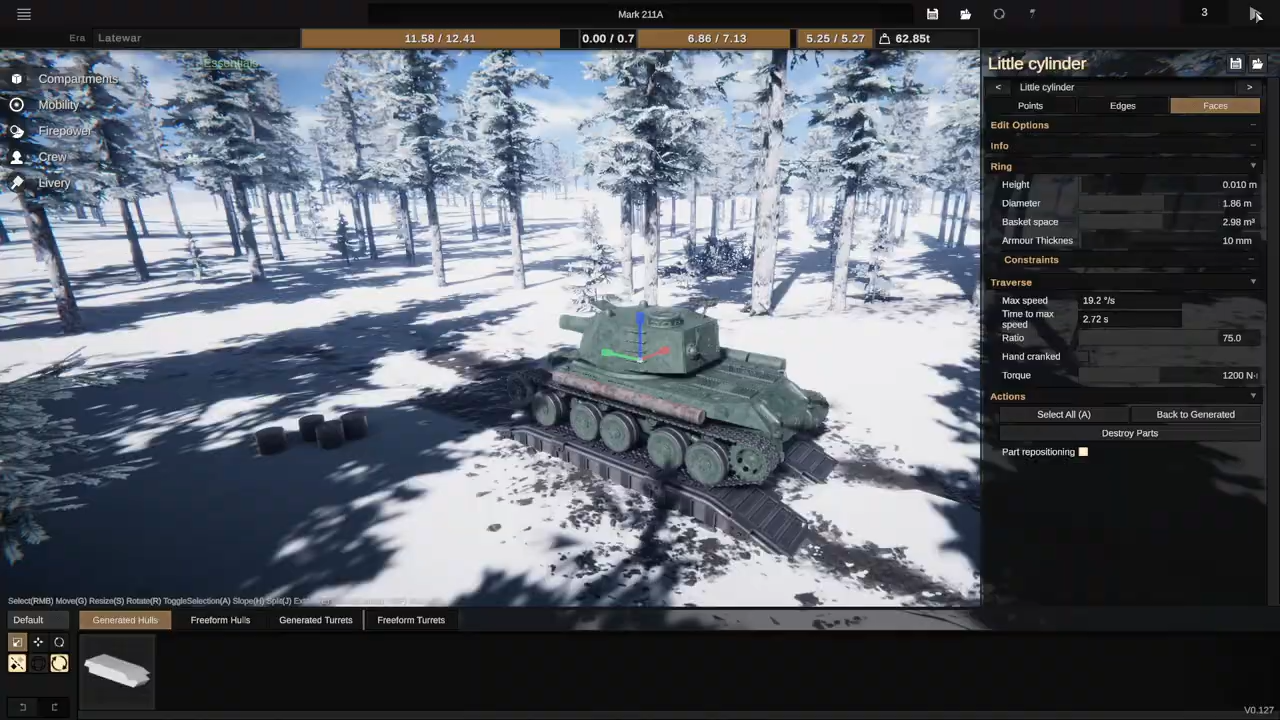 Mark 211A
3
Era Latewar
11.58 / 12.41
0.00 / 0.7
6.86 / 7.13
5.25 / 5.27
62.85t
Essentials
Compartments
Mobility
Firepower
Crew
Livery
Little cylinder
< Little cylinder >
Points Edges Faces
Edit Options
Info
Ring
Height 0.010 m
Diameter 1.86 m
Basket space 2.98 m³
Armour Thicknes 10 mm
Constraints
Traverse
Max speed 19.2 °/s
Time to max speed 2.72 s
Ratio 75.0
Hand cranked
Torque 1200 N·
Actions
Select All (A) Back to Generated
Destroy Parts
Part repositioning
Select(RMB) Move(G) Resize(S) Rotate(R) ToggleSelection(A) Slope(H) Split(J)
Default
Generated Hulls Freeform Hulls Generated Turrets Freeform Turrets
V0.127